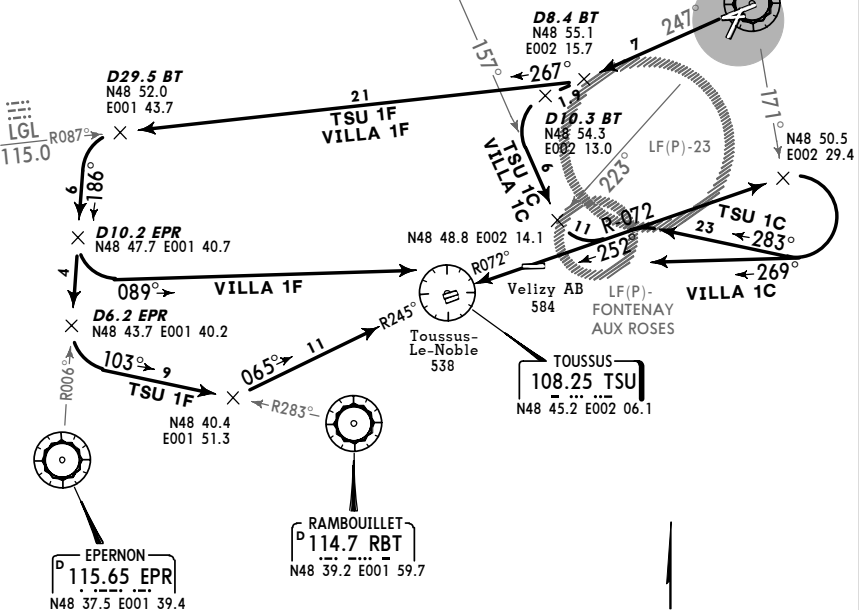 D8.4 BT
N48 55.1
E002 15.7
247°
7
157°
267°
D29.5 BT
N48 52.0
E001 43.7
21
TSU 1F
VILLA 1F
1.9
D10.3 BT
N48 54.3
E002 13.0
171°
LGL
115.0
R087°
LF(P)-23
N48 50.5
E002 29.4
6
186°
TSU 1C
VILLA 1C
6
223°
D10.2 EPR
N48 47.7 E001 40.7
N48 48.8 E002 14.1
11
R-072
252°
TSU 1C
23
283°
269°
VILLA 1C
4
089°
VILLA 1F
R072°
Velizy AB
584
LF(P)-
FONTENAY
AUX ROSES
D6.2 EPR
N48 43.7 E001 40.2
R245°
Toussus-
Le-Noble
538
103°
9
TSU 1F
065°
11
R006°
N48 40.4
E001 51.3
R283°
TOUSSUS
108.25 TSU
N48 45.2 E002 06.1
RAMBOUILLET
D 114.7 RBT
N48 39.2 E001 59.7
EPERNON
D 115.65 EPR
N48 37.5 E001 39.4